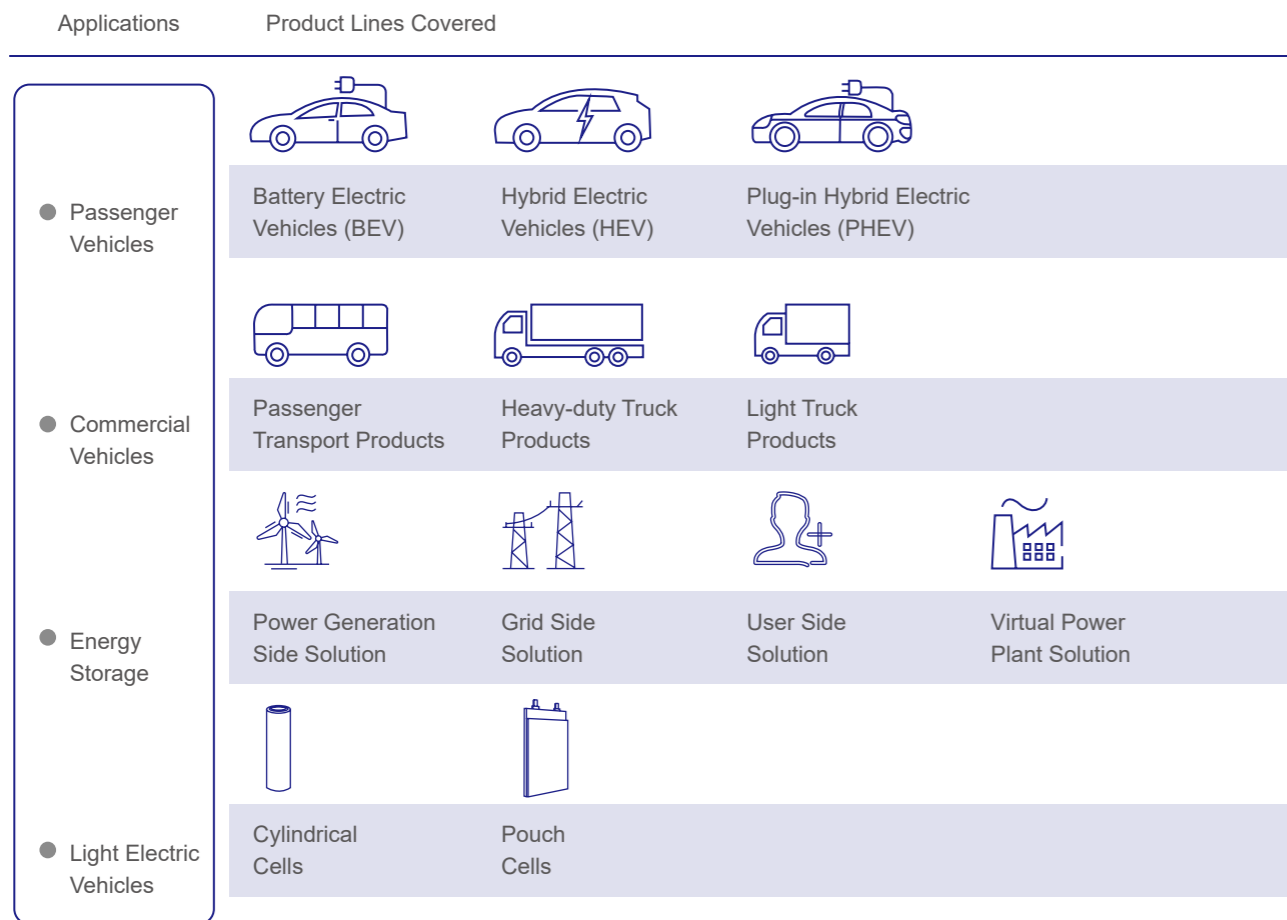 Applications
Product Lines Covered
Passenger
Vehicles
Battery Electric
Vehicles (BEV)
Hybrid Electric
Vehicles (HEV)
Plug-in Hybrid Electric
Vehicles (PHEV)
Commercial
Vehicles
Passenger
Transport Products
Heavy-duty Truck
Products
Light Truck
Products
Energy
Storage
Power Generation
Side Solution
Grid Side
Solution
User Side
Solution
Virtual Power
Plant Solution
Light Electric
Vehicles
Cylindrical
Cells
Pouch
Cells